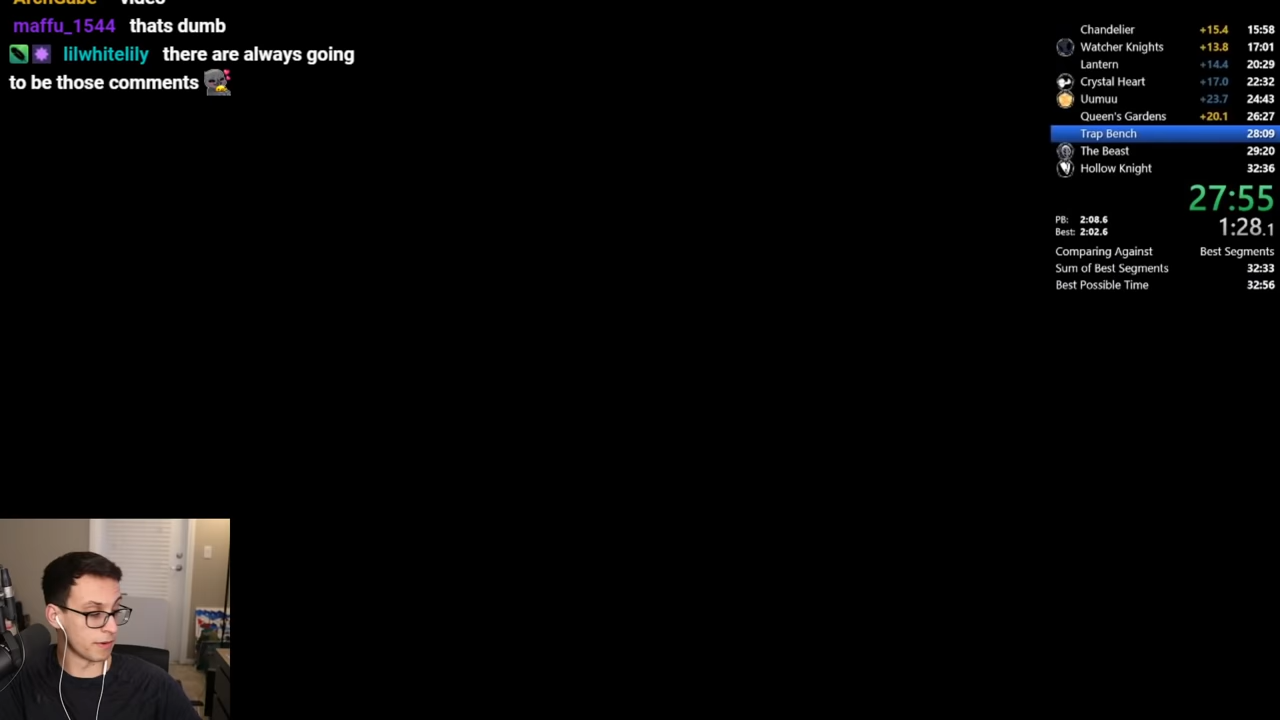 video
maffu_1544 thats dumb
lilwhitelily there are always going
to be those comments
Chandelier +15.4 15:58
Watcher Knights +13.8 17:01
Lantern +14.4 20:29
Crystal Heart +17.0 22:32
Uumuu +23.7 24:43
Queen's Gardens +20.1 26:27
Trap Bench 28:09
The Beast 29:20
Hollow Knight 32:36
27:55
PB: 2:08.6
1:28.1
Best: 2:02.6
Comparing Against Best Segments
Sum of Best Segments 32:33
Best Possible Time 32:56